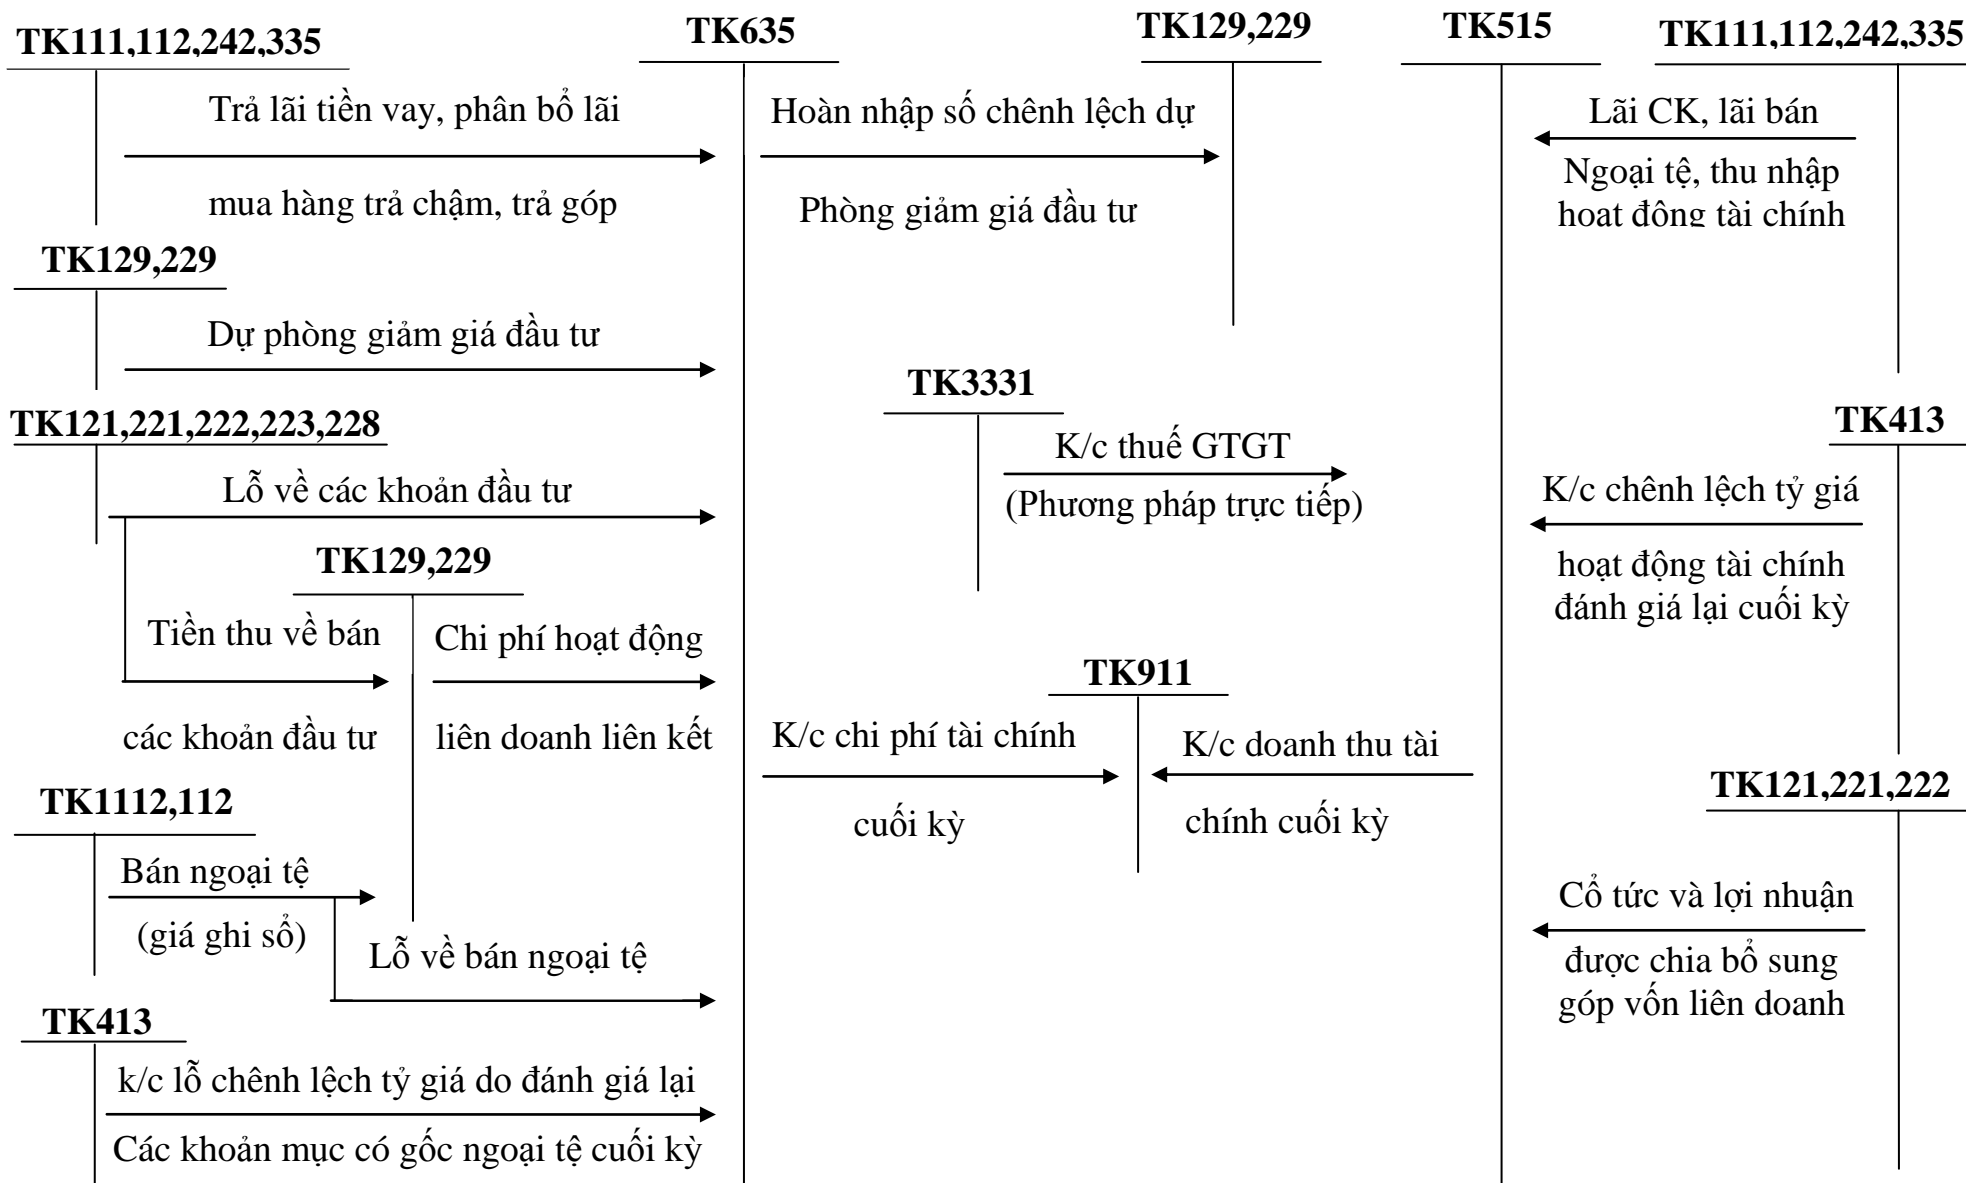 TK111,112,242,335
TK635
TK129,229
TK515
TK111,112,242,335
Trả lãi tiền vay, phân bổ lãi
mua hàng trả chậm, trả góp
Hoàn nhập số chênh lệch dự
Phòng giảm giá đầu tư
Lãi CK, lãi bán
Ngoại tệ, thu nhập
hoạt động tài chính
TK129,229
Dự phòng giảm giá đầu tư
TK3331
K/c thuế GTGT
(Phương pháp trực tiếp)
TK413
K/c chênh lệch tỷ giá
hoạt động tài chính
đánh giá lại cuối kỳ
TK121,221,222,223,228
Lỗ về các khoản đầu tư
TK129,229
Tiền thu về bán
các khoản đầu tư
Chi phí hoạt động
liên doanh liên kết
TK911
K/c chi phí tài chính
cuối kỳ
K/c doanh thu tài
chính cuối kỳ
TK121,221,222
Cổ tức và lợi nhuận
được chia bổ sung
góp vốn liên doanh
TK1112,112
Bán ngoại tệ
(giá ghi sổ)
Lỗ về bán ngoại tệ
TK413
k/c lỗ chênh lệch tỷ giá do đánh giá lại
Các khoản mục có gốc ngoại tệ cuối kỳ